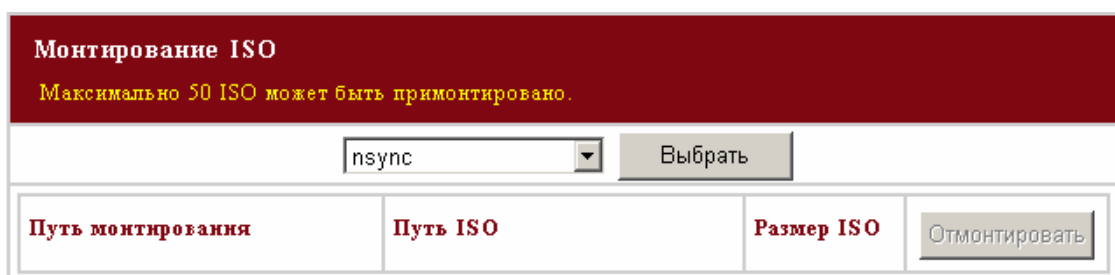 Монтирование ISO
Максимально 50 ISO может быть примонтировано.
nsync Выбрать
Путь монтирования Путь ISO Размер ISO Отмонтировать